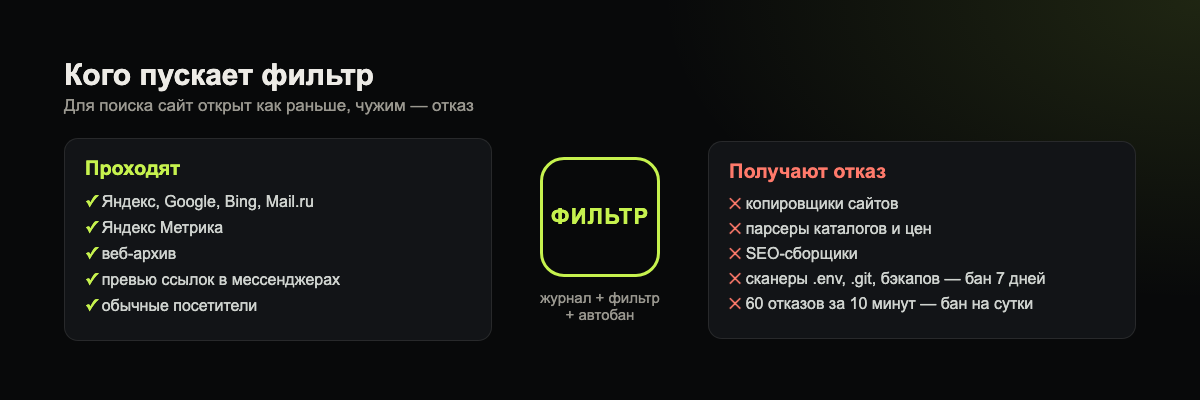 Кого пускает фильтр
Для поиска сайт открыт как раньше, чужим — отказ
Проходят
✓ Яндекс, Google, Bing, Mail.ru
✓ Яндекс Метрика
✓ веб-архив
✓ превью ссылок в мессенджерах
✓ обычные посетители
ФИЛЬТР
журнал + фильтр
+ автобан
Получают отказ
✕ копировщики сайтов
✕ парсеры каталогов и цен
✕ SEO-сборщики
✕ сканеры .env, .git, бэкапов — бан 7 дней
✕ 60 отказов за 10 минут — бан на сутки